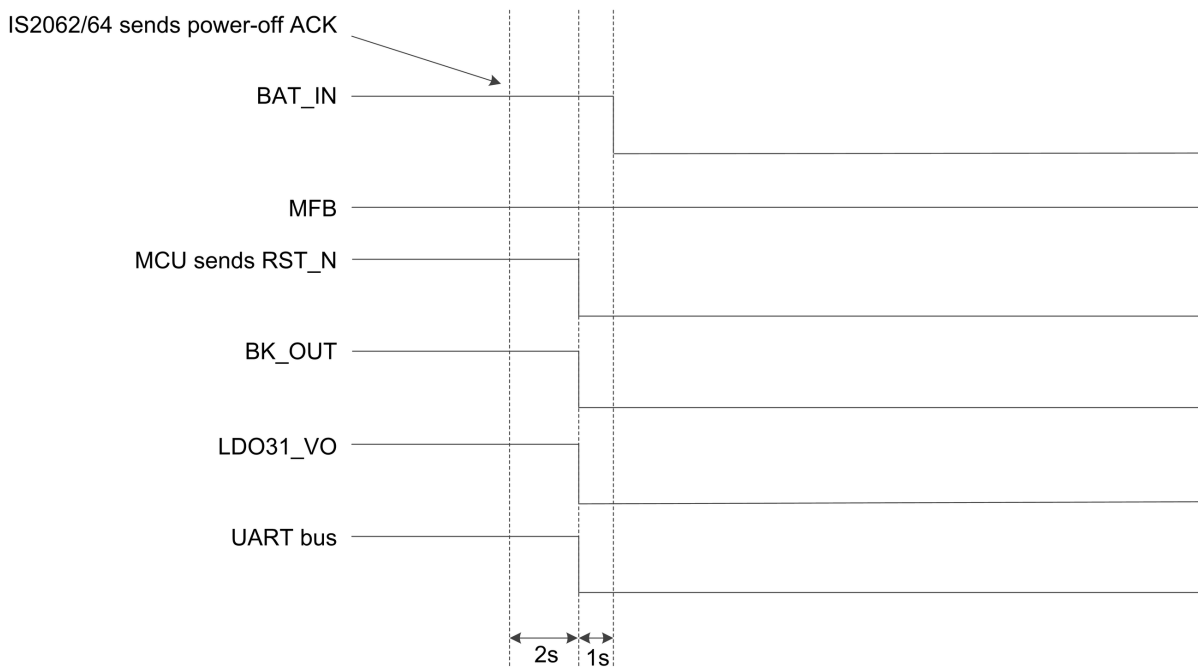 IS2062/64 sends power-off ACK
BAT_IN
MFB
MCU sends RST_N
BK_OUT
LDO31_VO
UART bus
2s
1s